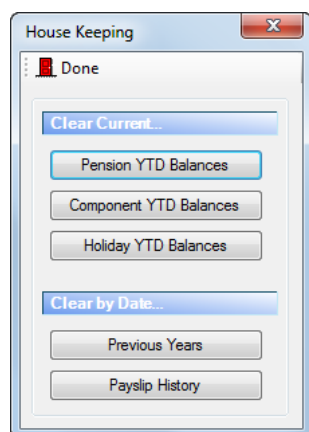 House Keeping
Done
Clear Current...
Pension YTD Balances
Component YTD Balances
Holiday YTD Balances
Clear by Date...
Previous Years
Payslip History